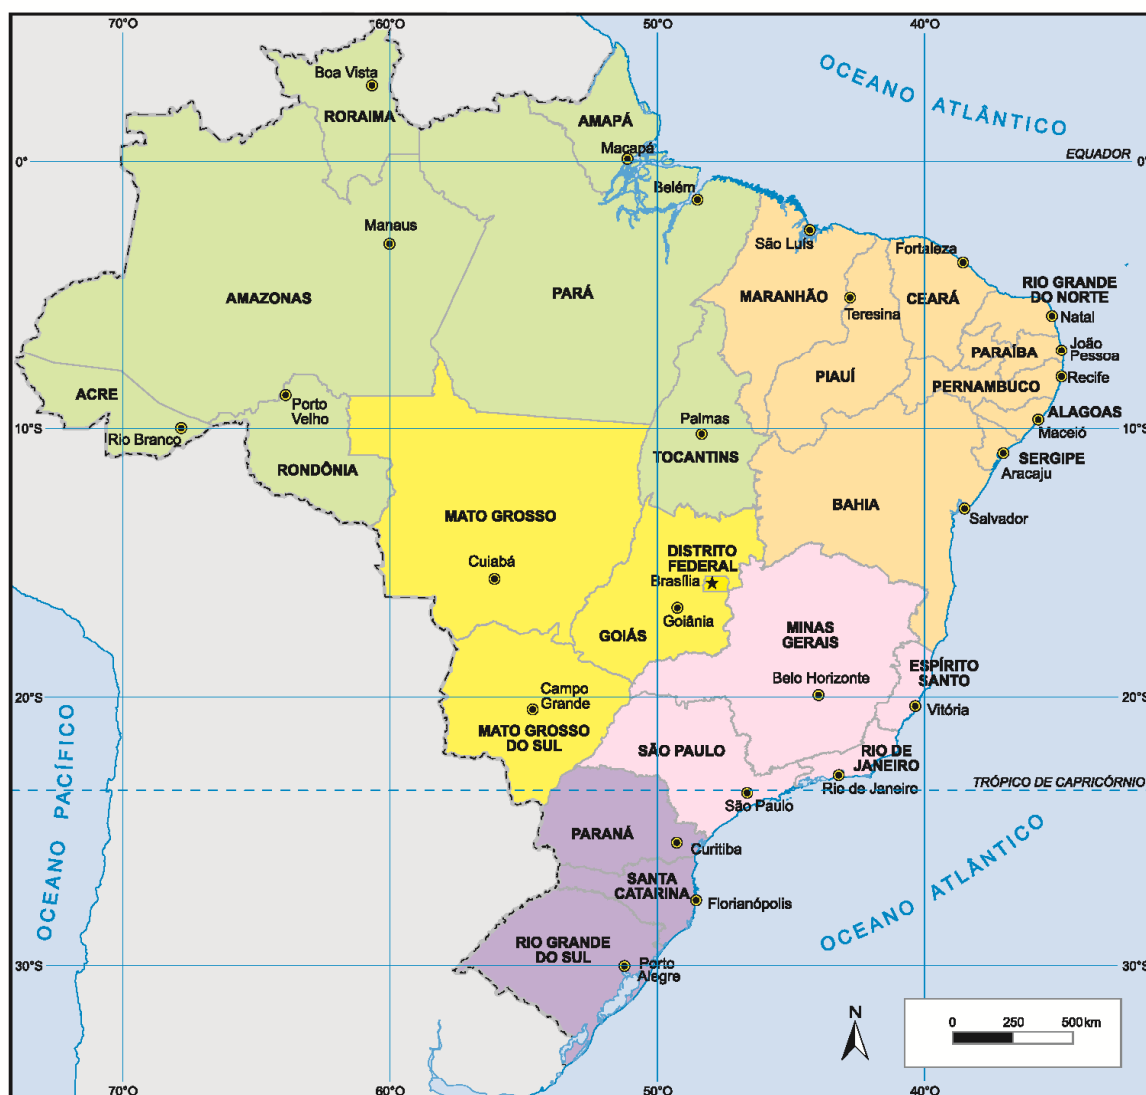 70°O
60°O
50°O
40°O
OCEANO ATLÂNTICO
Boa Vista
RORAIMA
AMAPÁ
Macapá
EQUADOR
0°
0°
Belém
Manaus
São Luís
Fortaleza
AMAZONAS
PARÁ
MARANHÃO
CEARÁ
RIO GRANDE
DO NORTE
Teresina
Natal
João
Pessoa
PARAÍBA
PIAUÍ
Recife
PERNAMBUCO
ACRE
Porto
Velho
ALAGOAS
Maceió
Palmas
10°S
10°S
Rio Branco
TOCANTINS
SERGIPE
Aracaju
RONDÔNIA
BAHIA
MATO GROSSO
Salvador
DISTRITO
FEDERAL
Cuiabá
Brasília
Goiânia
GOIÁS
MINAS
GERAIS
ESPÍRITO
SANTO
Belo Horizonte
Campo
Grande
20°S
20°S
Vitória
MATO GROSSO
DO SUL
SÃO PAULO
RIO DE
JANEIRO
TRÓPICO DE CAPRICÓRNIO
Rio de Janeiro
São Paulo
OCEANO PACÍFICO
PARANÁ
Curitiba
OCEANO ATLÂNTICO
SANTA
CATARINA
Florianópolis
RIO GRANDE
DO SUL
Porto
Alegre
30°S
30°S
N
0
250
500 km
70°O
60°O
50°O
40°O